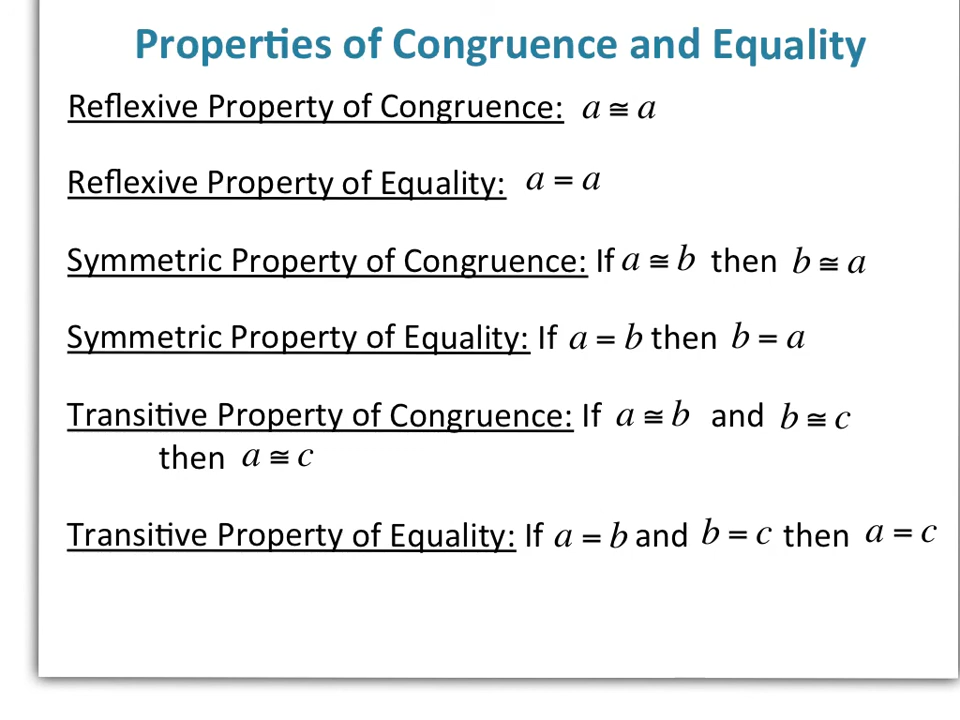 Properties of Congruence and Equality
Reflexive Property of Congruence: a ≅ a
Reflexive Property of Equality: a = a
Symmetric Property of Congruence: If a ≅ b then b ≅ a
Symmetric Property of Equality: If a = b then b = a
Transitive Property of Congruence: If a ≅ b and b ≅ c
then a ≅ c
Transitive Property of Equality: If a = b and b = c then a = c